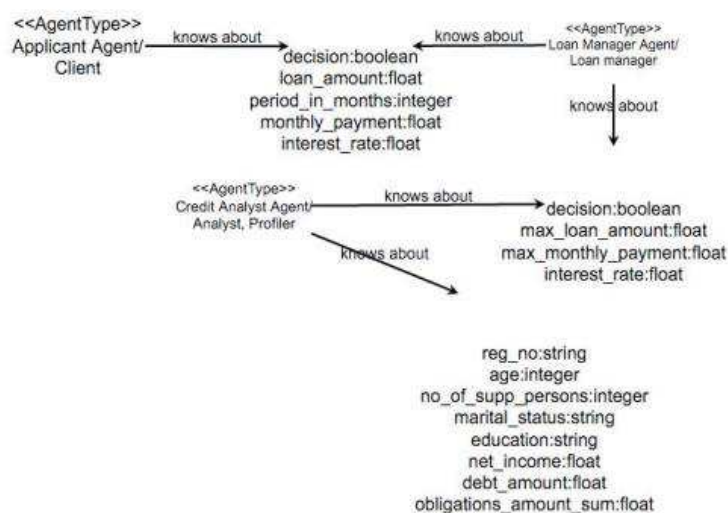 <<AgentType>>
Applicant Agent/
Client
knows about
decision:boolean
loan_amount:float
period_in_months:integer
monthly_payment:float
interest_rate:float
knows about
<<AgentType>>
Loan Manager Agent/
Loan manager
knows about
<<AgentType>>
Credit Analyst Agent/
Analyst, Profiler
knows about
decision:boolean
max_loan_amount:float
max_monthly_payment:float
interest_rate:float
knows about
reg_no:string
age:integer
no_of_supp_persons:integer
marital_status:string
education:string
net_income:float
debt_amount:float
obligations_amount_sum:float